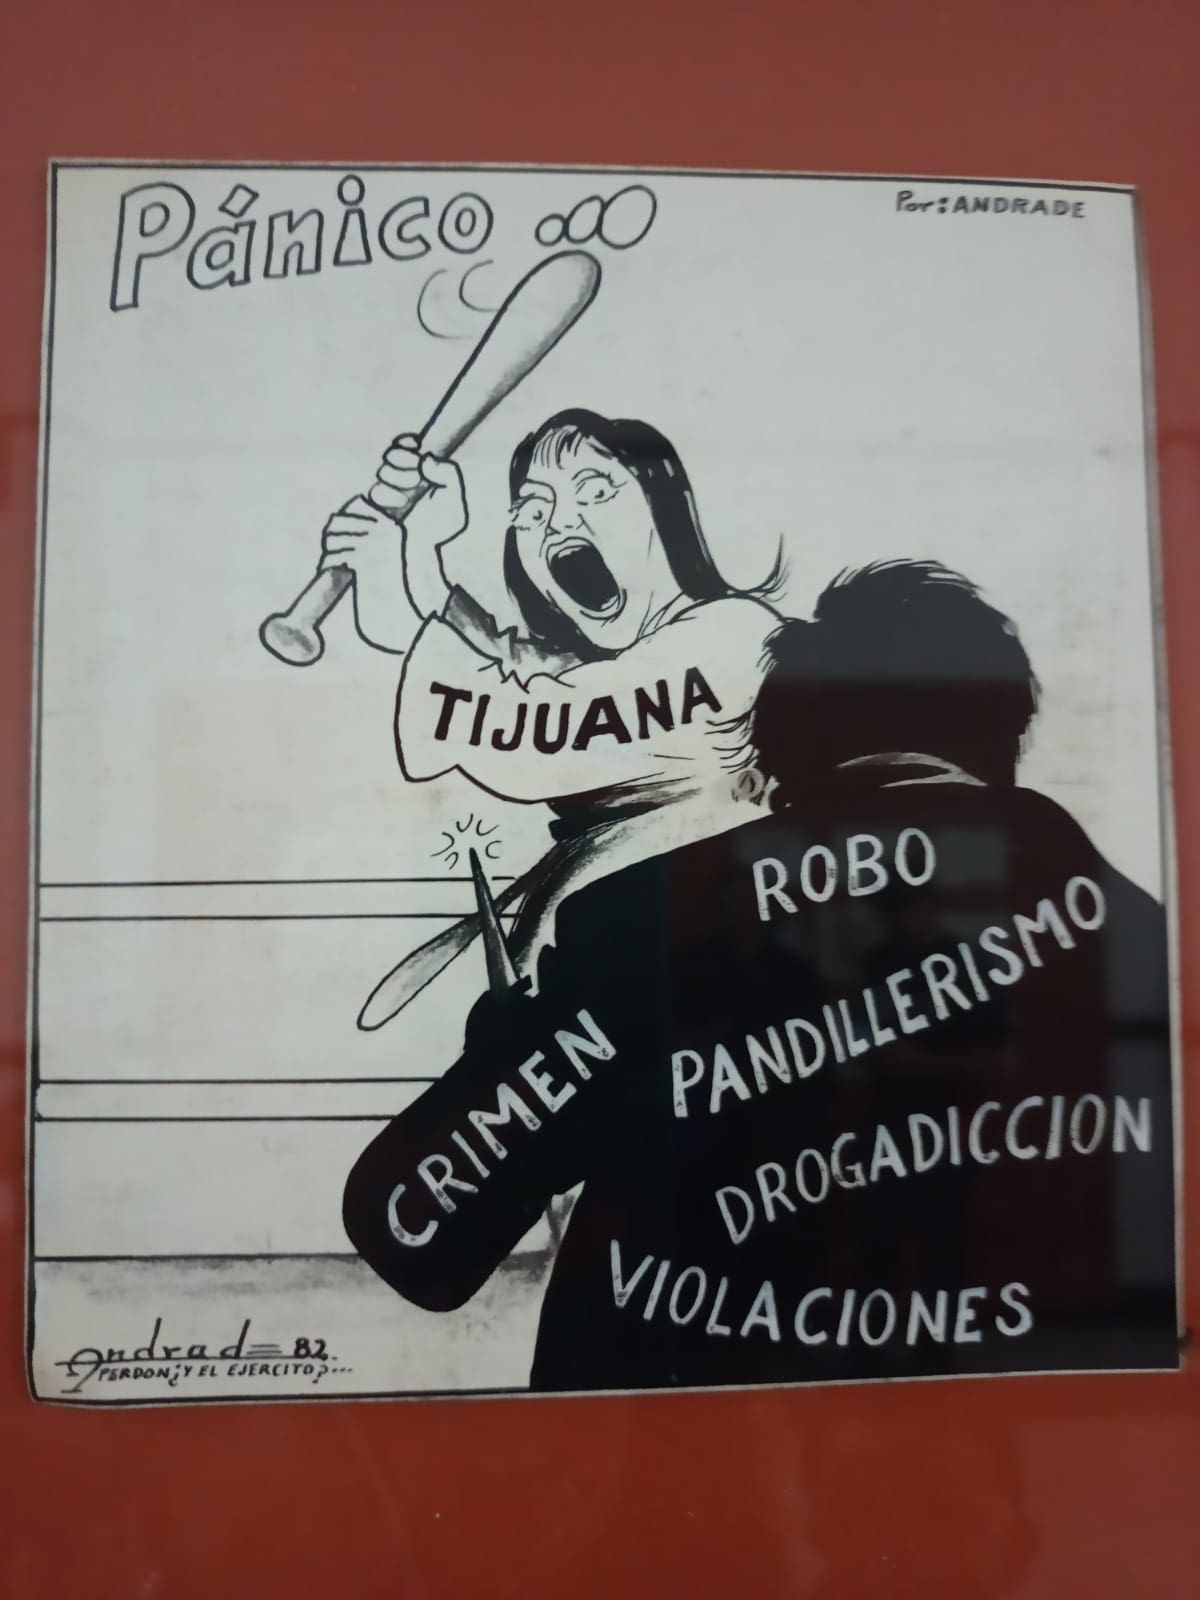 Pánico...
Por: ANDRADE
TIJUANA
ROBO
PANDILLERISMO
CRIMEN
DROGADICCION
VIOLACIONES
Andrade 82.
PERDON ¿Y EL EJERCITO?...